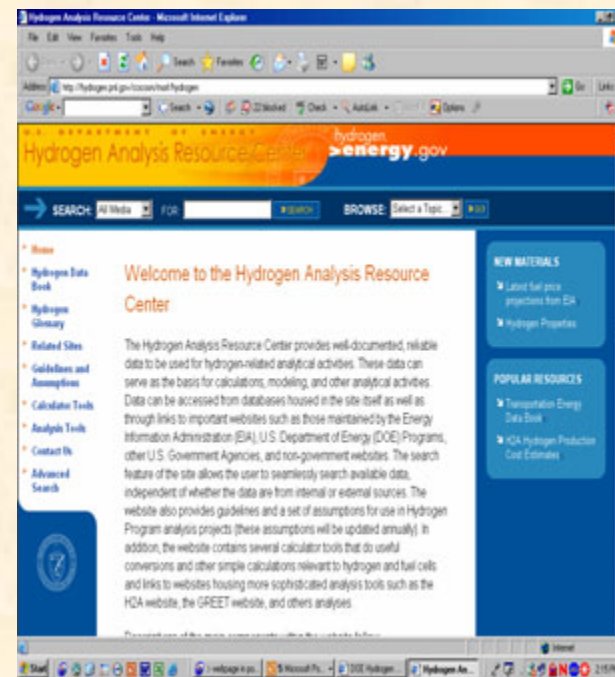 Hydrogen Analysis Resource Center - Microsoft Internet Explorer
File Edit View Favorites Tools Help
Search Favorites
Address http://hydrogen.pnl.gov/cocoon/morf/hydrogen Go Links
Google Search Check AutoLink Options
U.S. DEPARTMENT OF ENERGY
Hydrogen Analysis Resource Center
hydrogen.
energy.gov
SEARCH: All Media FOR SEARCH BROWSE: Select a Topic... GO
Home
Hydrogen Data
Book
Hydrogen
Glossary
Related Sites
Guidelines and
Assumptions
Calculator Tools
Analysis Tools
Contact Us
Advanced
Search
Welcome to the Hydrogen Analysis Resource
Center
The Hydrogen Analysis Resource Center provides well-documented, reliable
data to be used for hydrogen-related analytical activities. These data can
serve as the basis for calculations, modeling, and other analytical activities.
Data can be accessed from databases housed in the site itself as well as
through links to important websites such as those maintained by the Energy
Information Administration (EIA), U.S. Department of Energy (DOE) Programs,
other U.S. Government Agencies, and non-government websites. The search
feature of the site allows the user to seamlessly search available data,
independent of whether the data are from internal or external sources. The
website also provides guidelines and a set of assumptions for use in Hydrogen
Program analysis projects (these assumptions will be updated annually). In
addition, the website contains several calculator tools that do useful
conversions and other simple calculations relevant to hydrogen and fuel cells
and links to websites housing more sophisticated analysis tools such as the
H2A website, the GREET website, and others analyses.
NEW MATERIALS
Latest fuel price
projections from EIA
Hydrogen Properties
POPULAR RESOURCES
Transportation Energy
Data Book
H2A Hydrogen Production
Cost Estimates
Internet
Start